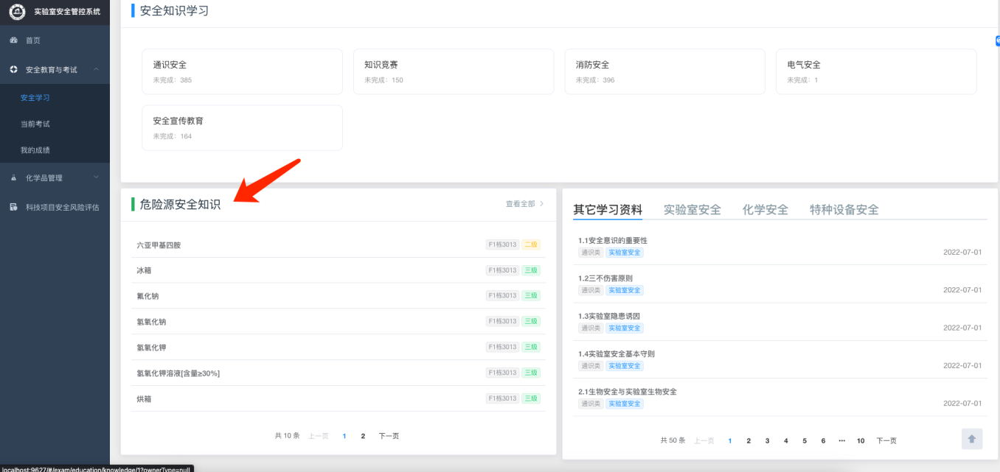 实验室安全管控系统
首页
安全教育与考试
安全学习
当前考试
我的成绩
化学品管理
科技项目安全风险评估
安全知识学习
通识安全
未完成：385
知识竞赛
未完成：150
消防安全
未完成：396
电气安全
未完成：1
安全宣传教育
未完成：164
危险源安全知识
查看全部
六亚甲基四胺 F1栋3013 二级
冰箱 F1栋3013 三级
氟化钠 F1栋3013 三级
氢氧化钠 F1栋3013 三级
氢氧化钾 F1栋3013 三级
氢氧化钾溶液[含量≥30%] F1栋3013 三级
烘箱 F1栋3013 三级
共 10 条 上一页 1 2 下一页
其它学习资料 实验室安全 化学安全 特种设备安全
1.1安全意识的重要性
通识类 实验室安全 2022-07-01
1.2三不伤害原则
通识类 实验室安全 2022-07-01
1.3实验室隐患诱因
通识类 实验室安全 2022-07-01
1.4实验室安全基本守则
通识类 实验室安全 2022-07-01
2.1生物安全与实验室生物安全
通识类 实验室安全 2022-07-01
共 50 条 上一页 1 2 3 4 5 6 ··· 10 下一页
localhost:9627/#/exam/education/knowledge/1?ownerType=null